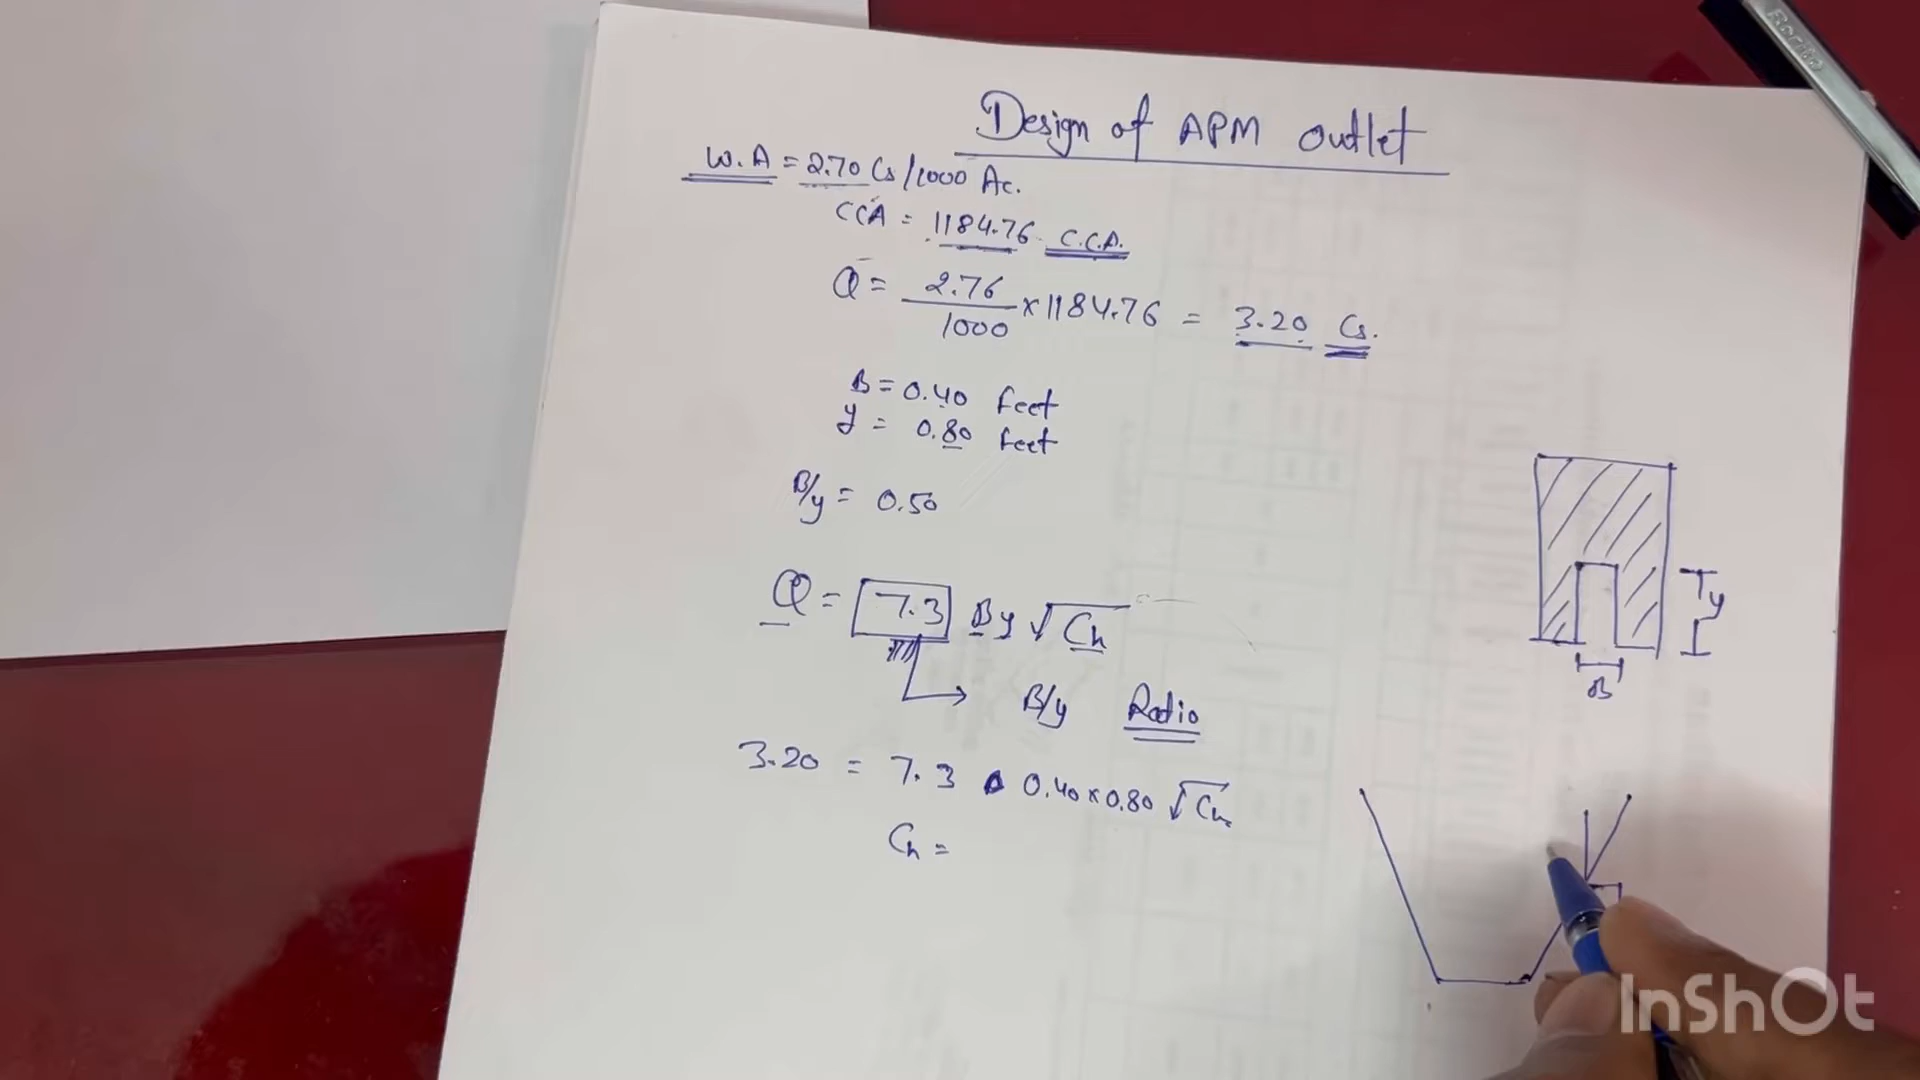 Design of APM outlet
W.A = 2.70 Cs/1000 Ac.
CCA = 1184.76 C.C.A.
Q = 2.76/1000 × 1184.76 = 3.20 Cs.
B = 0.40 feet
y = 0.80 feet
B/y = 0.50
Q = 7.3 By √Ch
B/y Ratio
3.20 = 7.3 0.40×0.80 √Ch
Ch =
y
B
InShOt